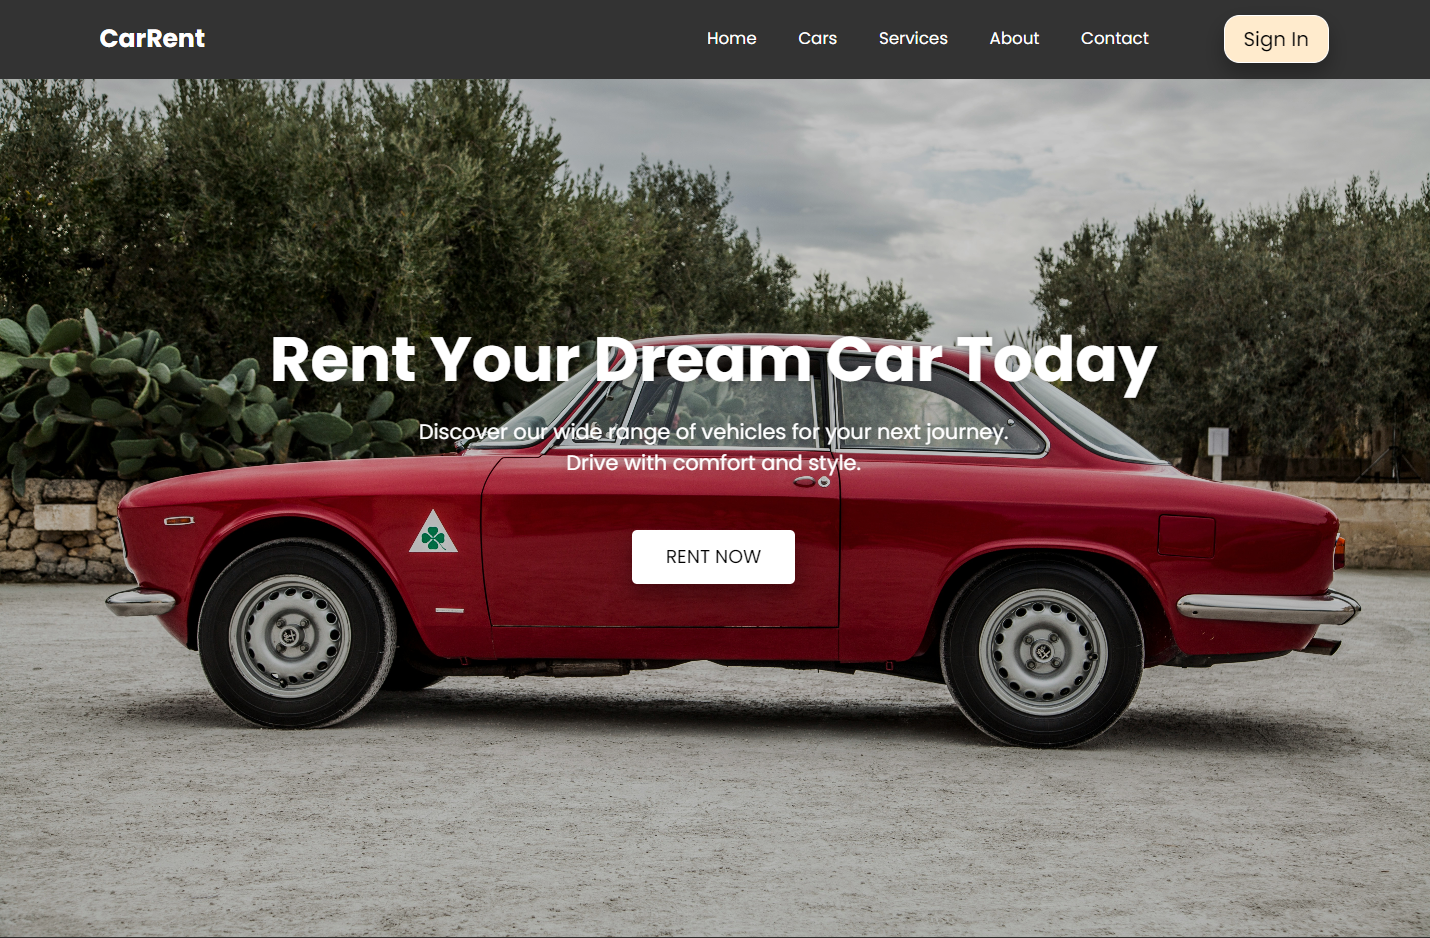 CarRent
Home Cars Services About Contact Sign In
Rent Your Dream Car Today
Discover our wide range of vehicles for your next journey.
Drive with comfort and style.
RENT NOW